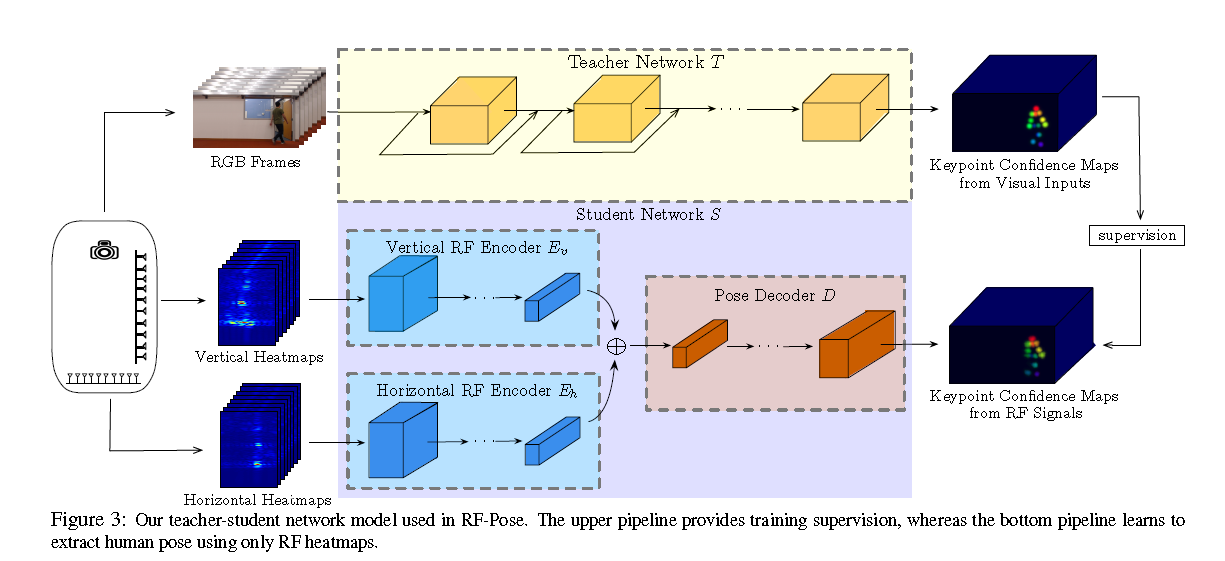 Teacher Network T
RGB Frames
Keypoint Confidence Maps
from Visual Inputs
Student Network S
supervision
Vertical RF Encoder Ev
Vertical Heatmaps
Pose Decoder D
Horizontal RF Encoder Eh
Keypoint Confidence Maps
from RF Signals
Horizontal Heatmaps
Figure 3: Our teacher-student network model used in RF-Pose. The upper pipeline provides training supervision, whereas the bottom pipeline learns to
extract human pose using only RF heatmaps.